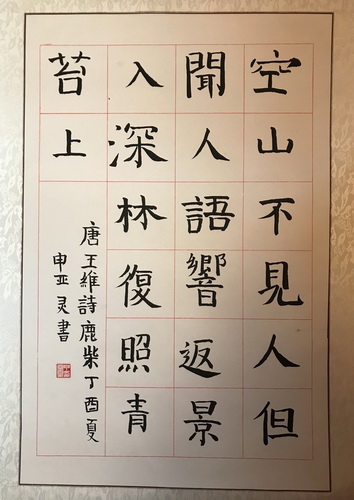 空山不見人但
聞人語響返景
入深林復照青
苔上
唐王維詩鹿柴丁酉夏
申亚灵書